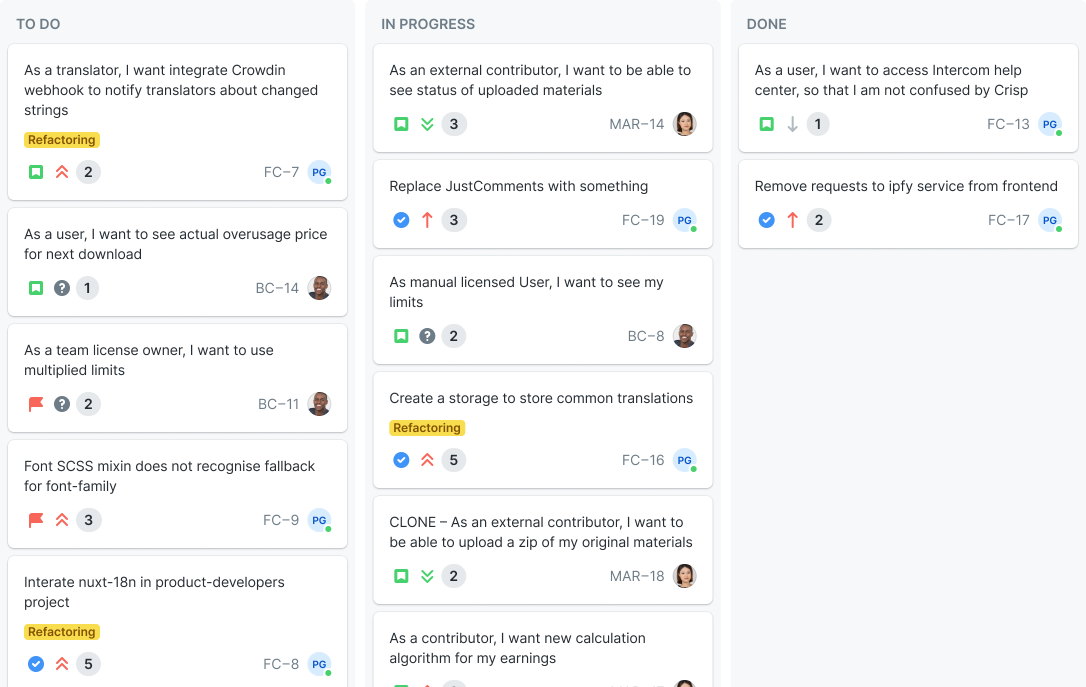 TO DO
As a translator, I want integrate Crowdin
webhook to notify translators about changed
strings
Refactoring
2
FC–7
PG
As a user, I want to see actual overusage price
for next download
?
1
BC–14
As a team license owner, I want to use
multiplied limits
?
2
BC–11
Font SCSS mixin does not recognise fallback
for font-family
3
FC–9
PG
Interate nuxt-18n in product-developers
project
Refactoring
5
FC–8
PG
IN PROGRESS
As an external contributor, I want to be able to
see status of uploaded materials
3
MAR–14
Replace JustComments with something
3
FC–19
PG
As manual licensed User, I want to see my
limits
?
2
BC–8
Create a storage to store common translations
Refactoring
5
FC–16
PG
CLONE – As an external contributor, I want to
be able to upload a zip of my original materials
2
MAR–18
As a contributor, I want new calculation
algorithm for my earnings
DONE
As a user, I want to access Intercom help
center, so that I am not confused by Crisp
1
FC–13
PG
Remove requests to ipfy service from frontend
2
FC–17
PG